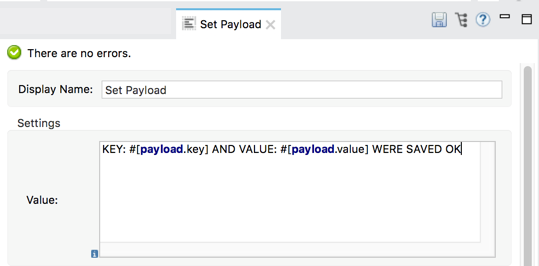 Set Payload
There are no errors.
Display Name: Set Payload
Settings
KEY: #[payload.key] AND VALUE: #[payload.value] WERE SAVED OK
Value: